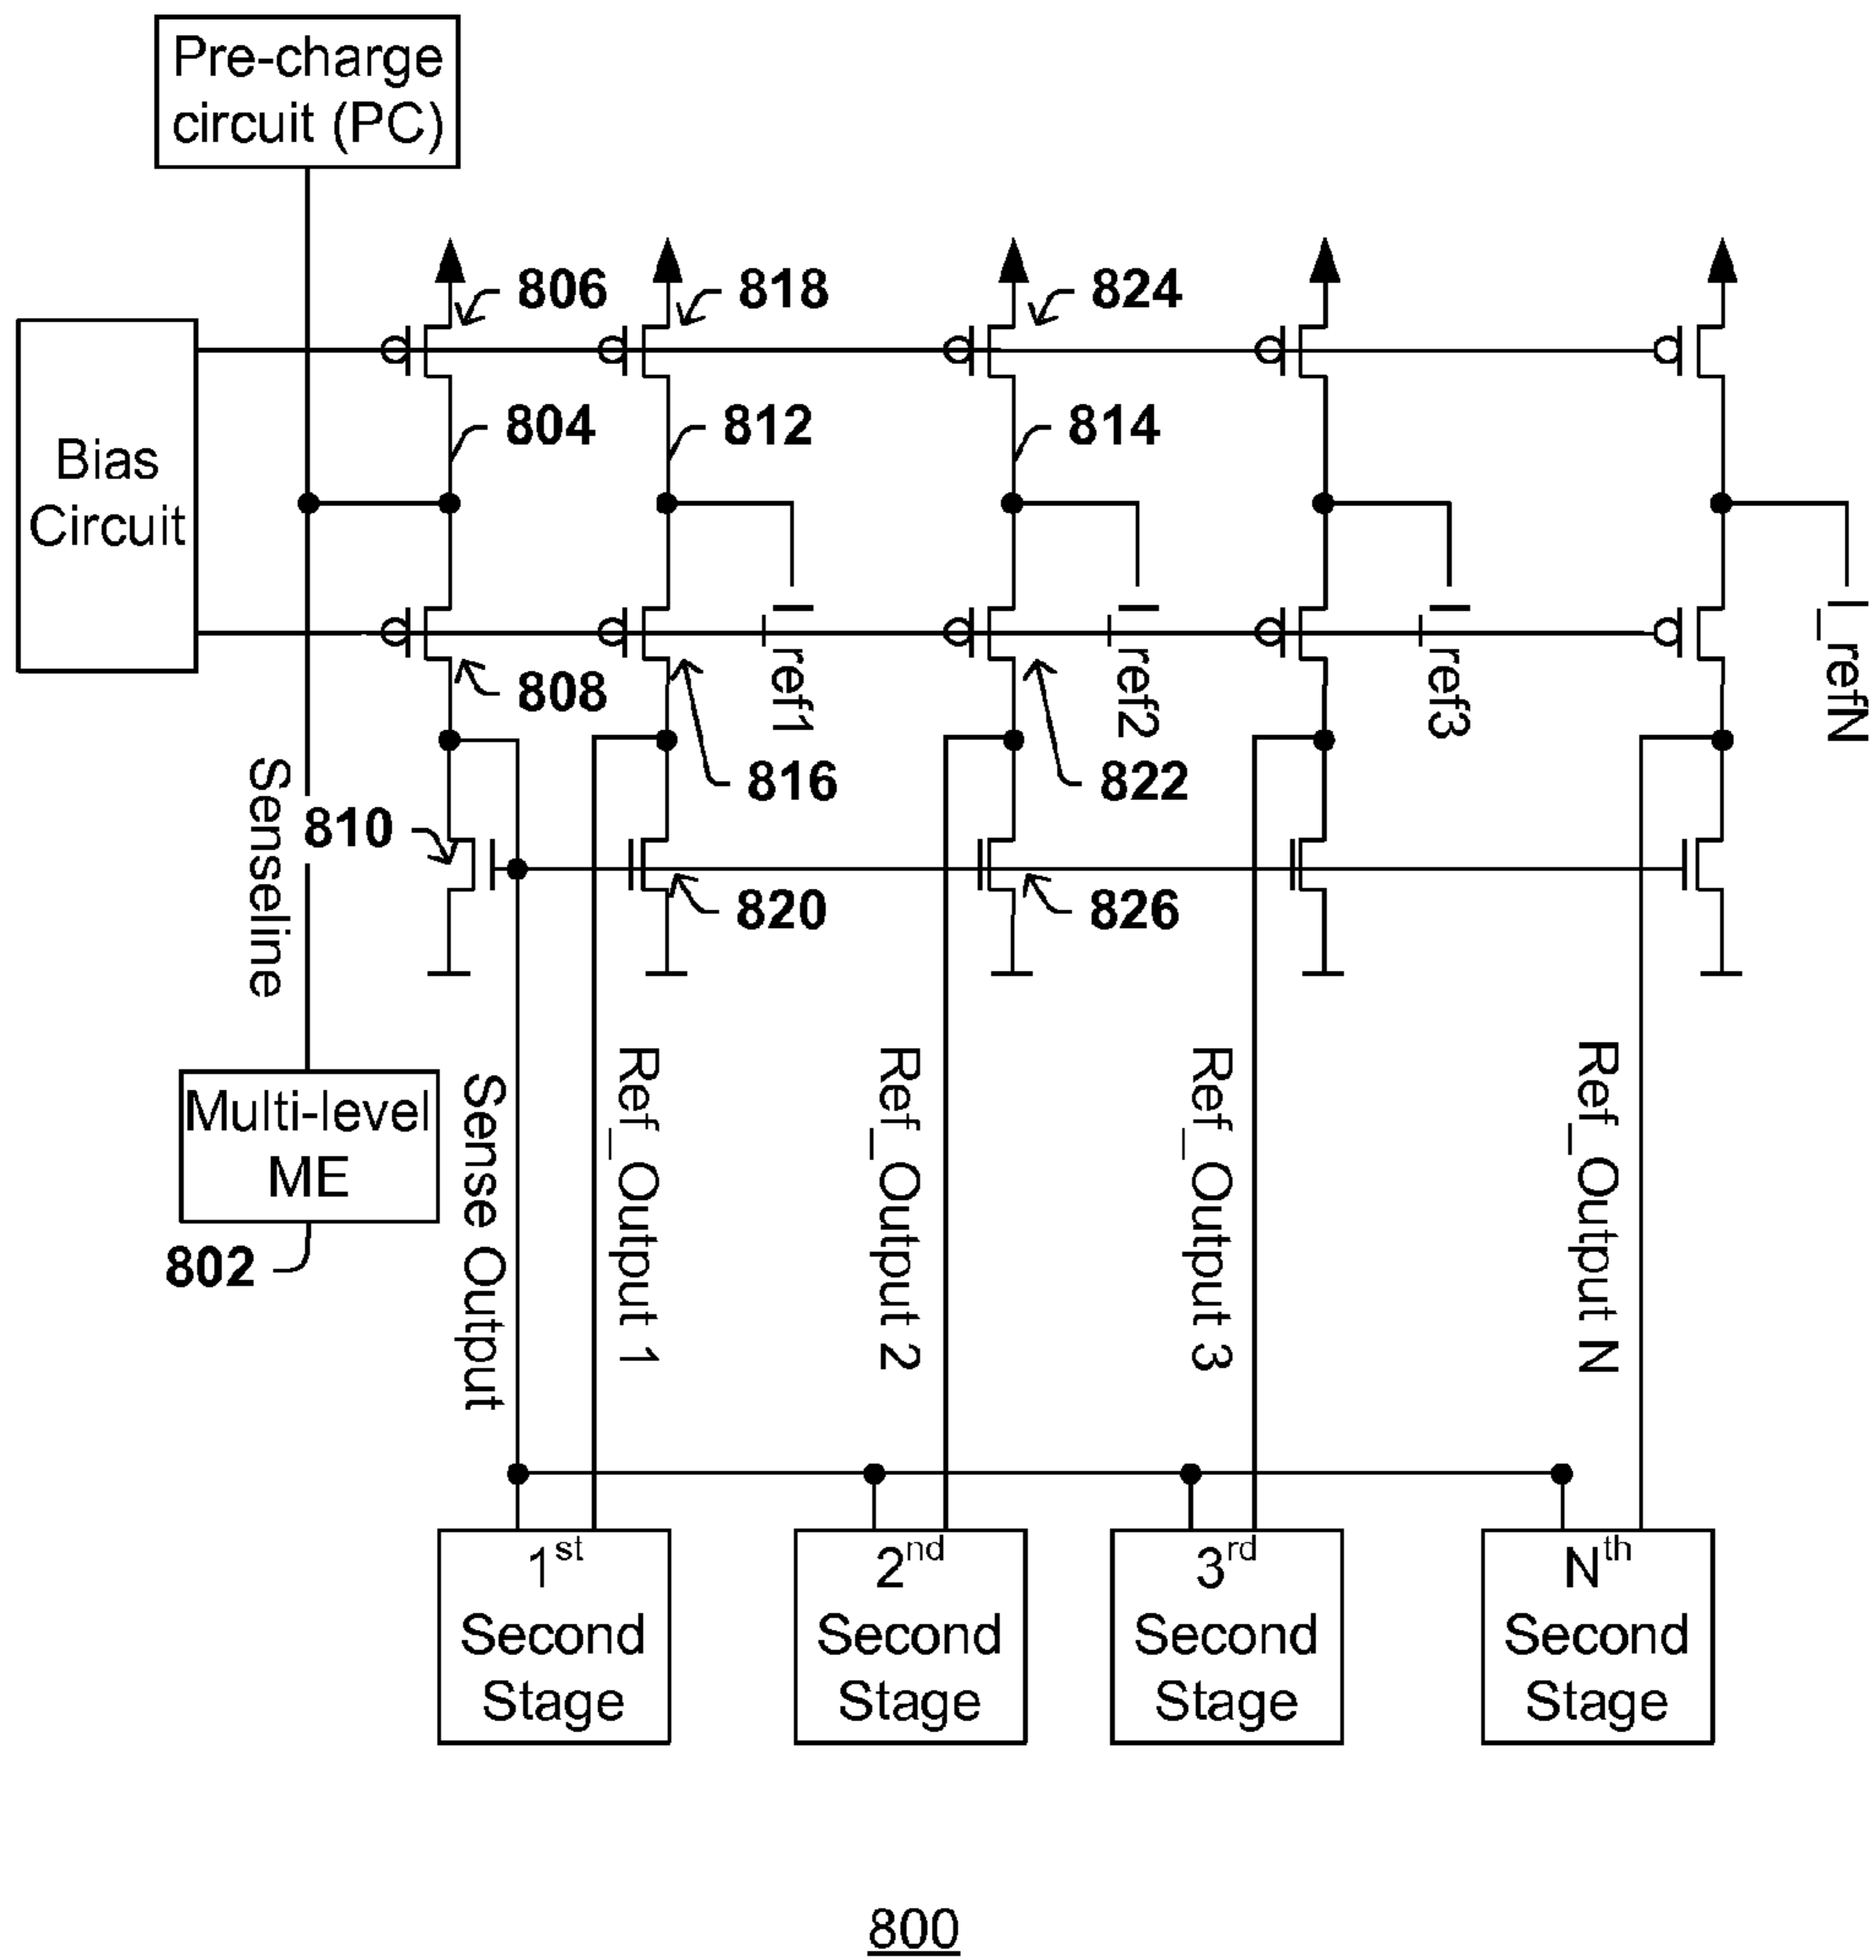 Pre-charge
circuit (PC)
806
818
824
804
812
814
Bias
Circuit
I_ref1
I_ref2
I_ref3
I_refN
808
816
822
Senseline
810
820
826
Multi-level
ME
802
Sense Output
Ref_Output 1
Ref_Output 2
Ref_Output 3
Ref_Output N
1st
Second
Stage
2nd
Second
Stage
3rd
Second
Stage
Nth
Second
Stage
800